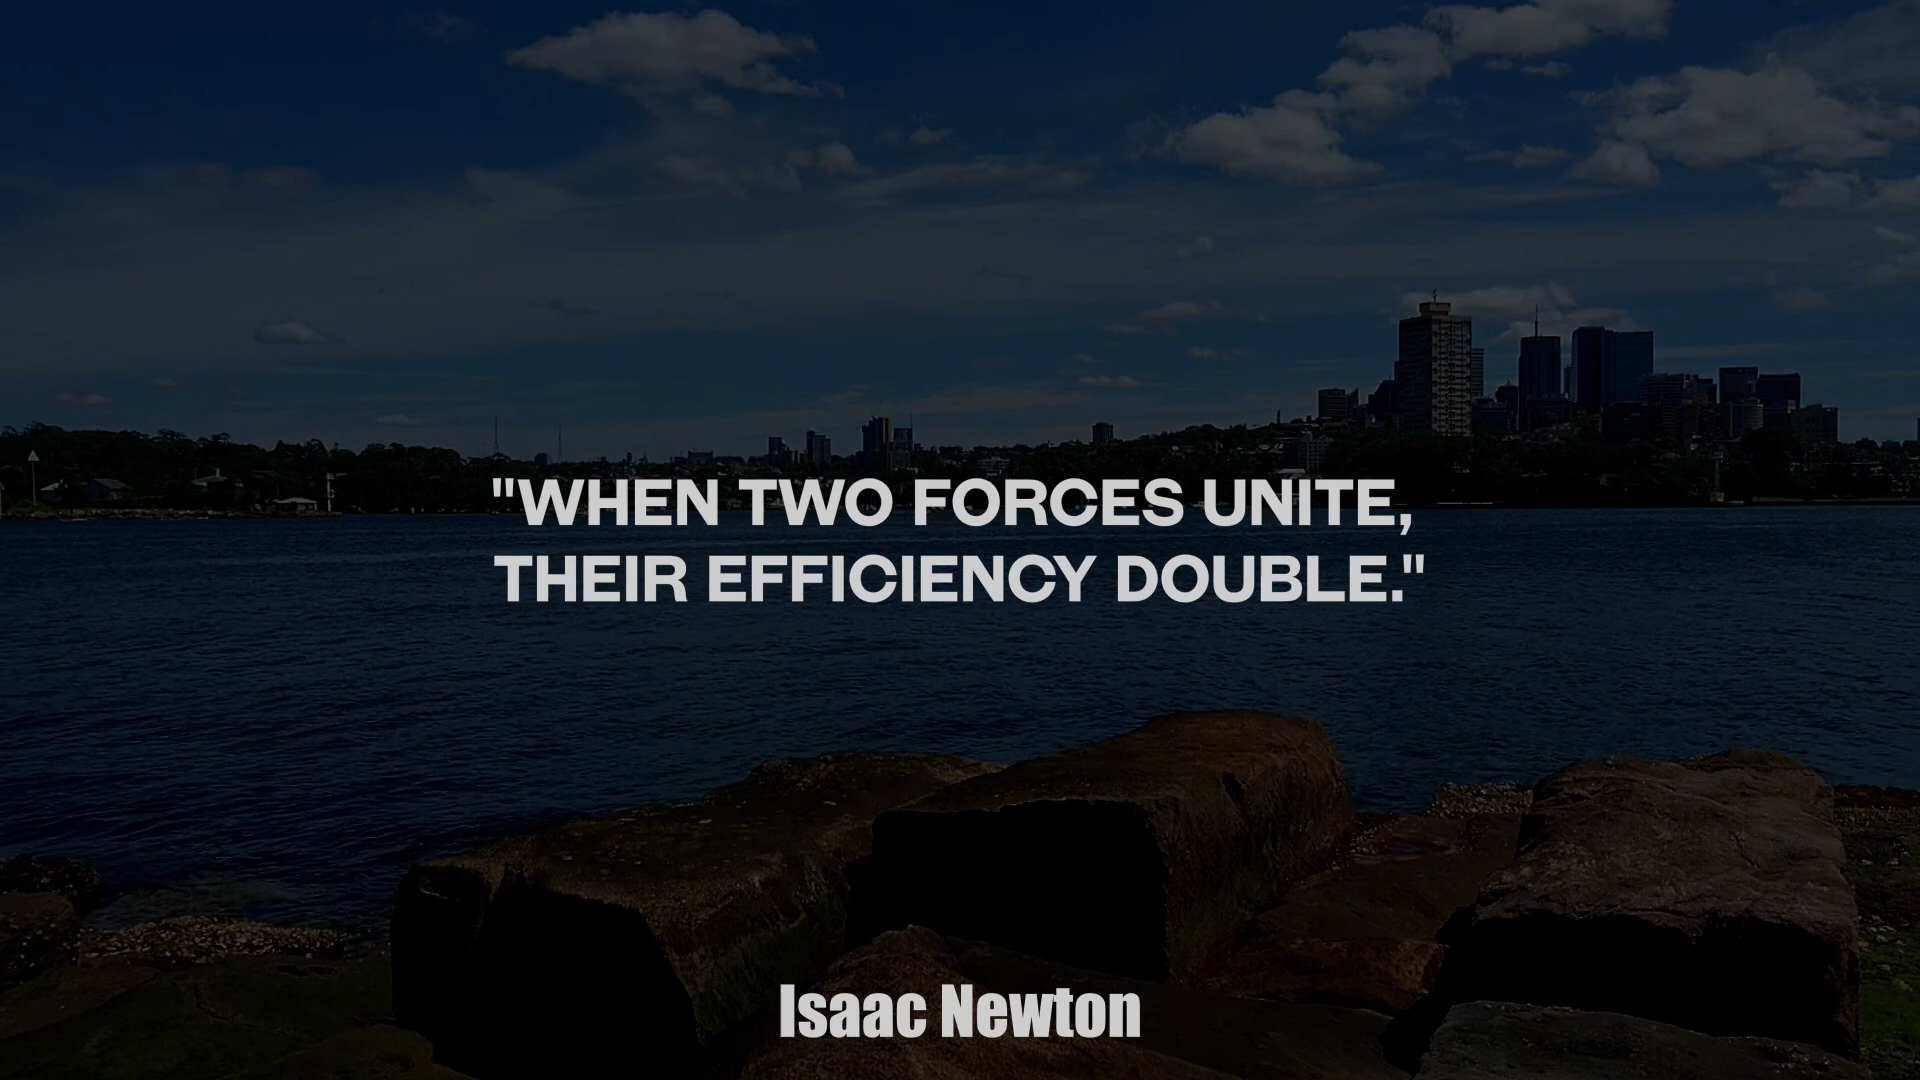 "WHEN TWO FORCES UNITE,
THEIR EFFICIENCY DOUBLE."
Isaac Newton